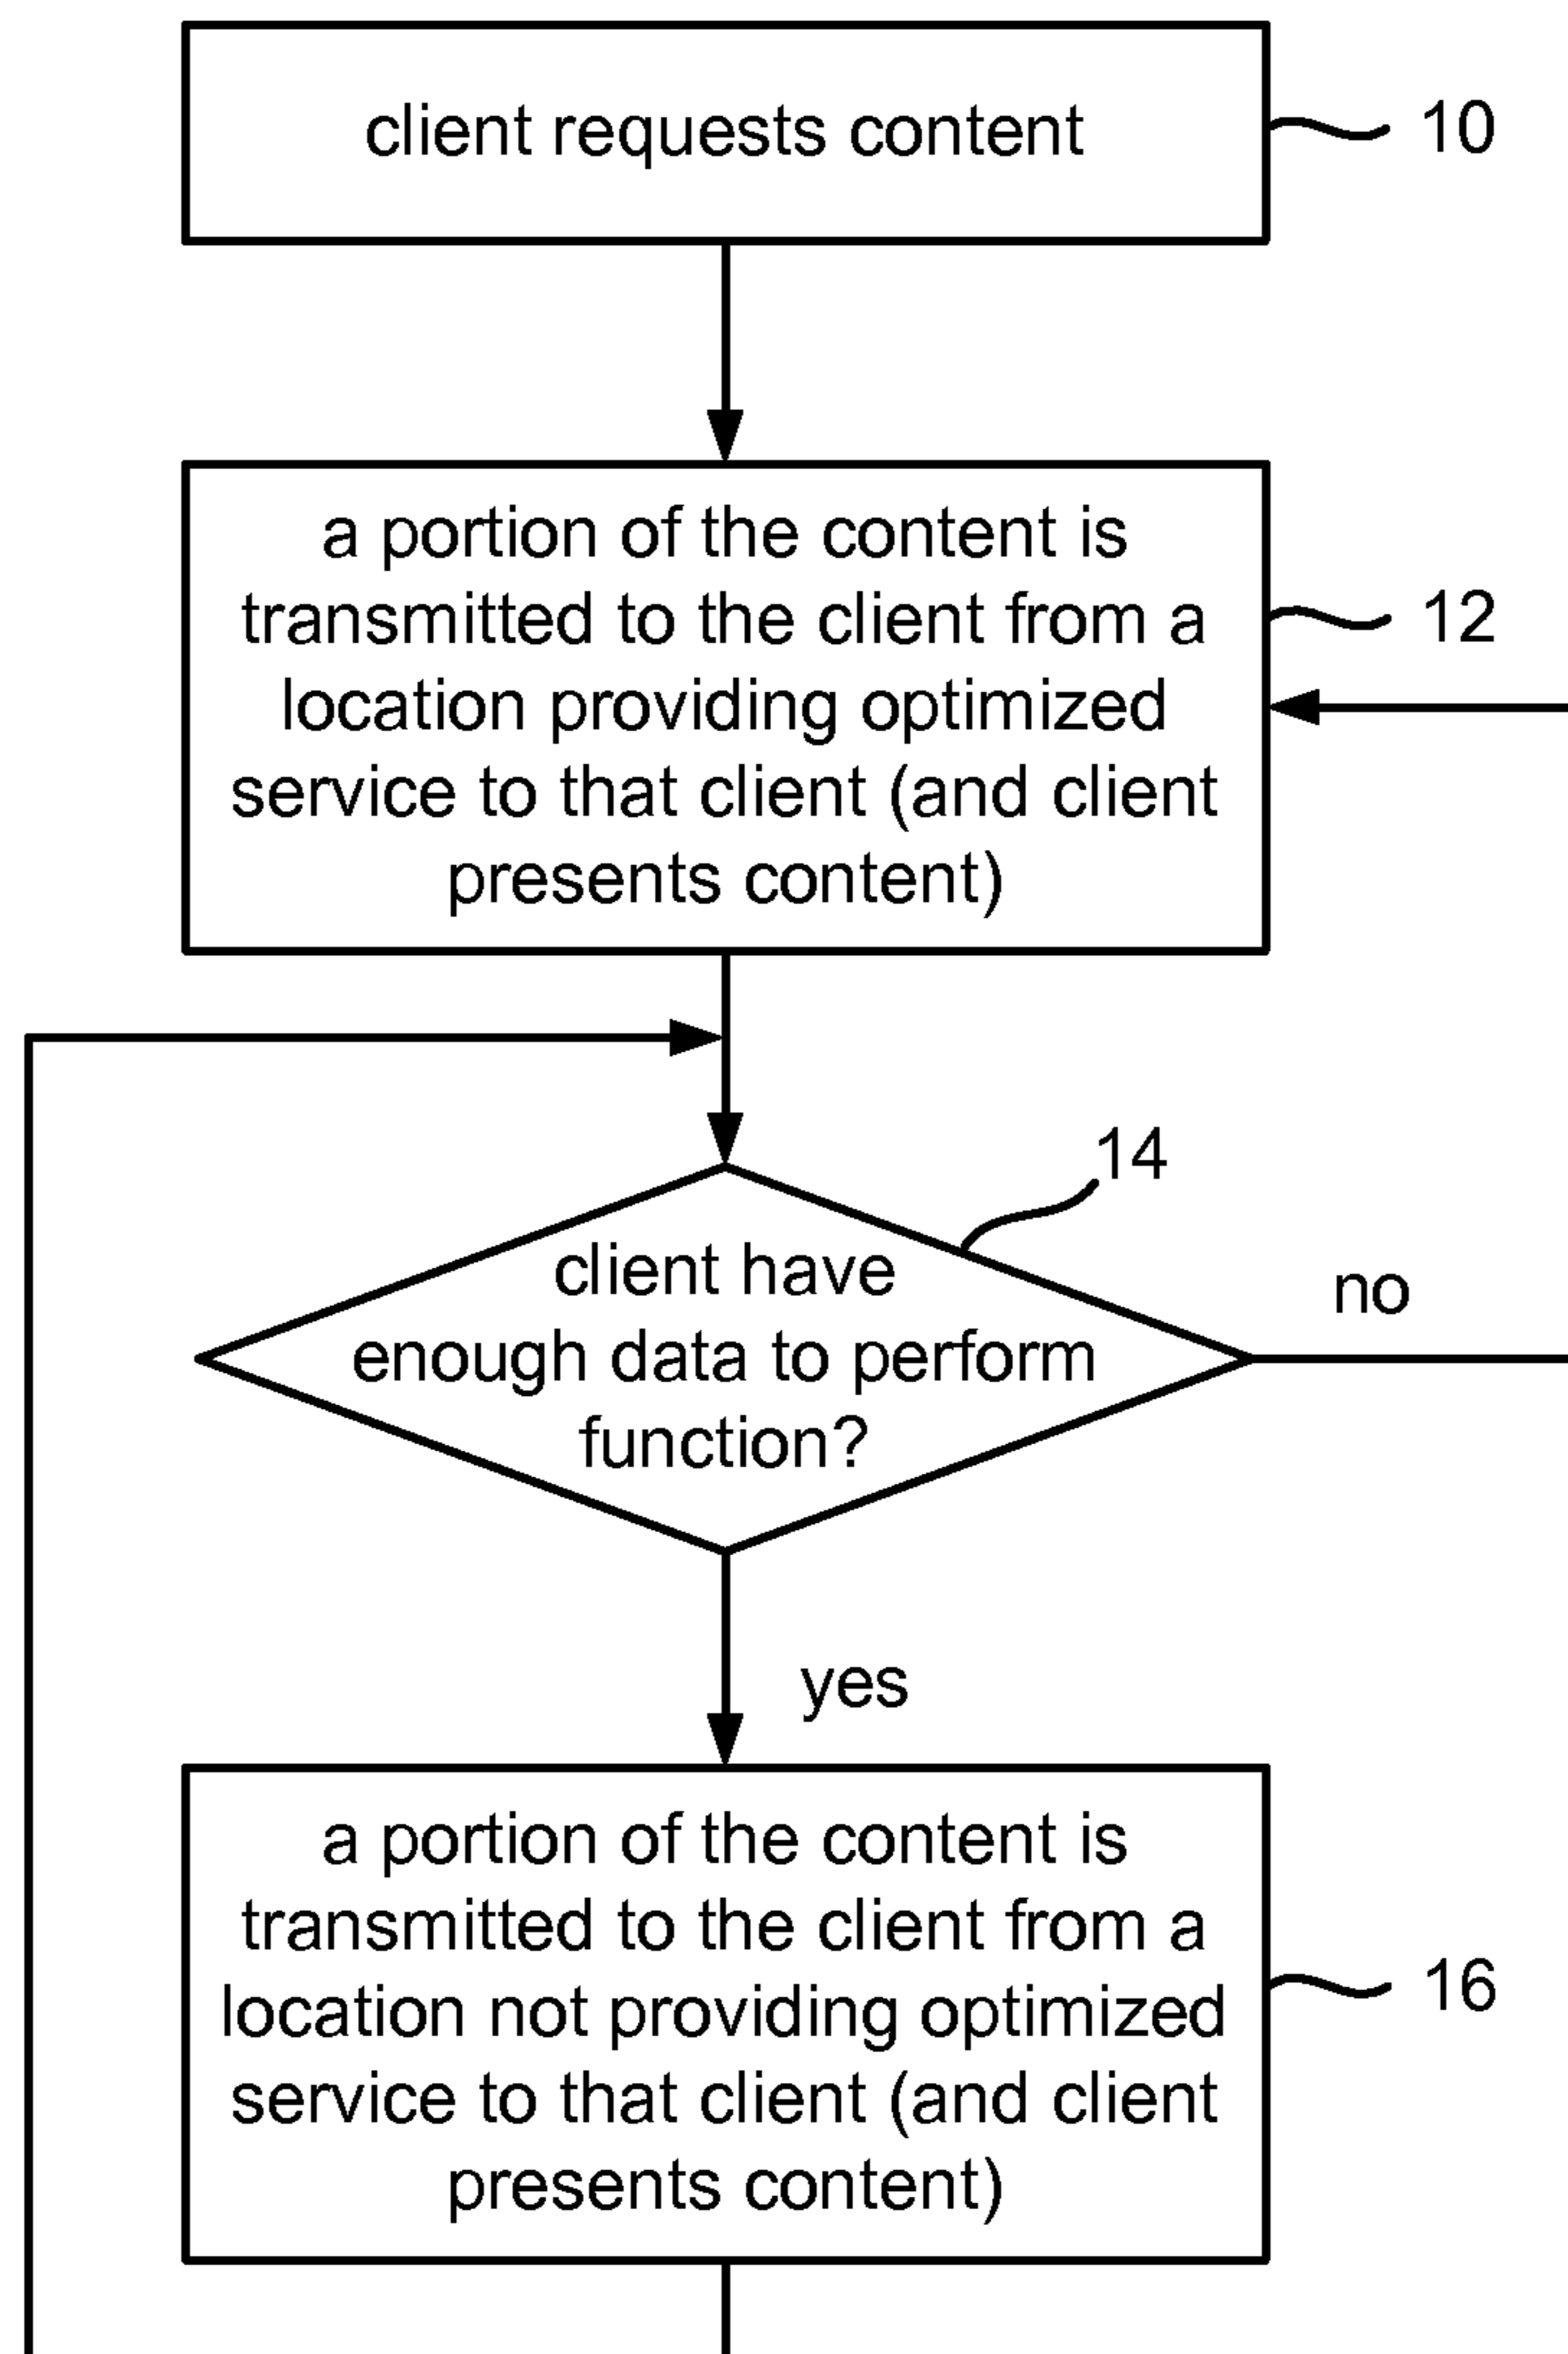 client requests content
10
a portion of the content is
transmitted to the client from a
location providing optimized
service to that client (and client
presents content)
12
14
client have
enough data to perform
function?
no
yes
a portion of the content is
transmitted to the client from a
location not providing optimized
service to that client (and client
presents content)
16